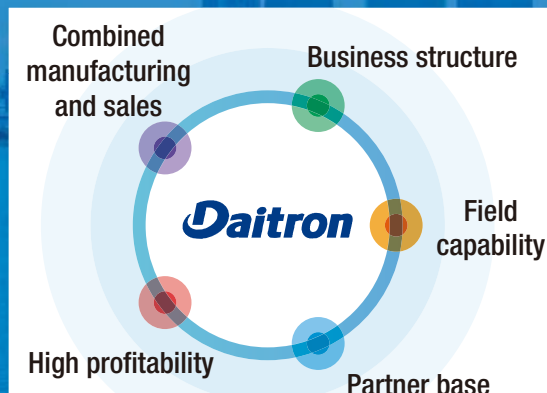 Combined
manufacturing
and sales
Business structure
Daitron
Field
capability
High profitability
Partner base